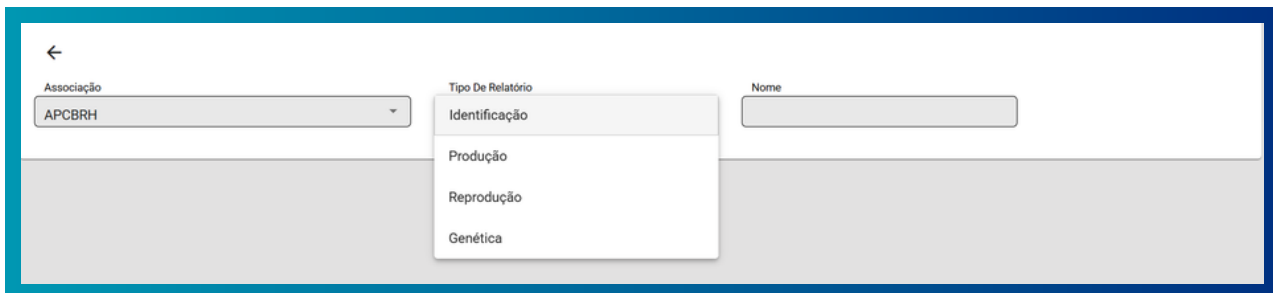 Associação
APCBRH
Tipo De Relatório
Identificação
Produção
Reprodução
Genética
Nome